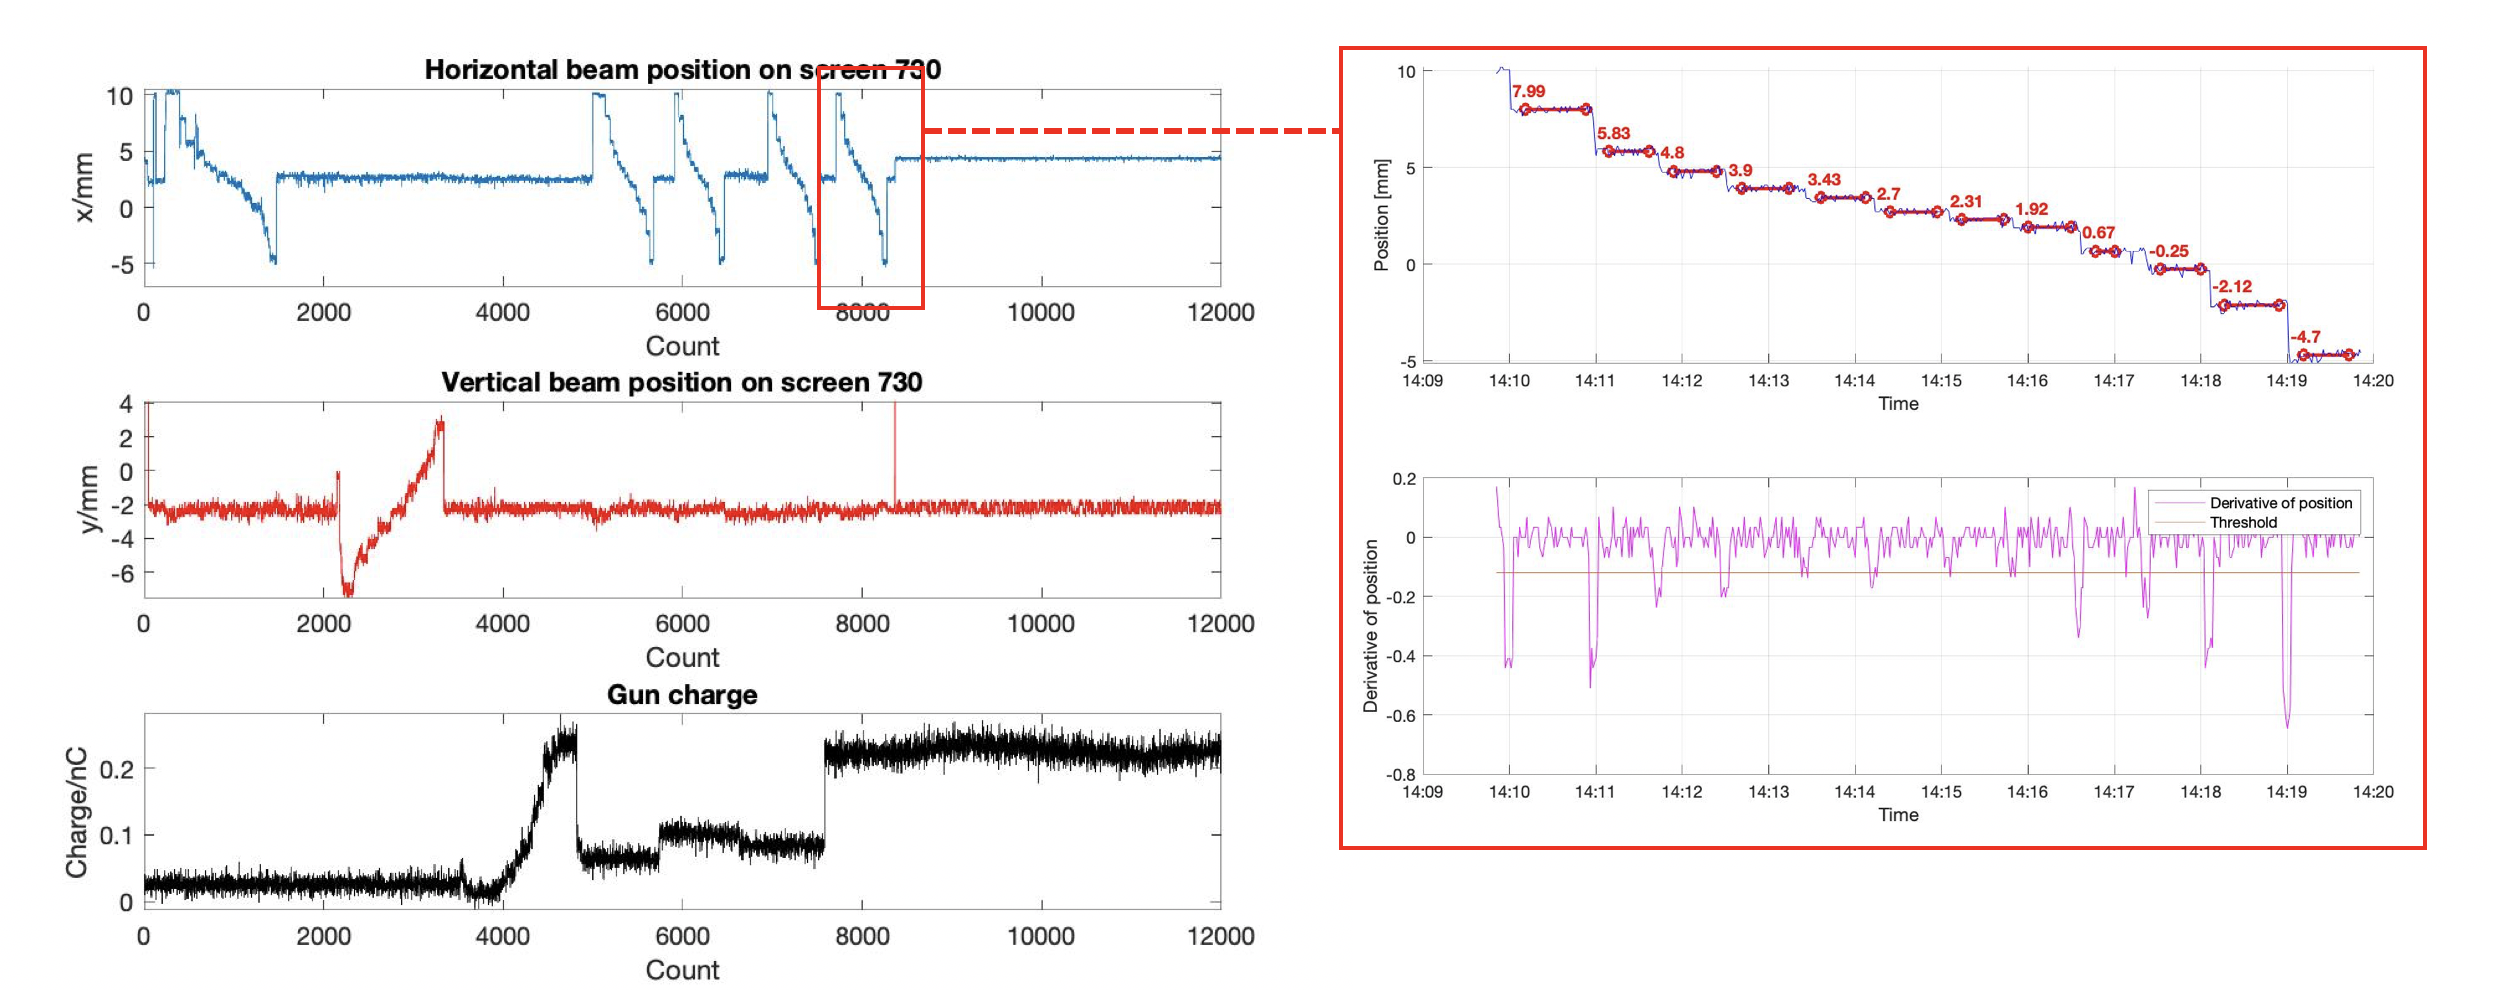 Horizontal beam position on screen 730
10
5
0
-5
x/mm
0 2000 4000 6000 8000 10000 12000
Count
Vertical beam position on screen 730
4
2
0
-2
-4
-6
y/mm
0 2000 4000 6000 8000 10000 12000
Count
Gun charge
0.2
0.1
0
Charge/nC
0 2000 4000 6000 8000 10000 12000
Count
10
5
0
-5
Position [mm]
7.99
5.83
4.8
3.9
3.43
2.7
2.31
1.92
0.67
-0.25
-2.12
-4.7
14:09 14:10 14:11 14:12 14:13 14:14 14:15 14:16 14:17 14:18 14:19 14:20
Time
0.2
0
-0.2
-0.4
-0.6
-0.8
Derivative of position
Derivative of position
Threshold
14:09 14:10 14:11 14:12 14:13 14:14 14:15 14:16 14:17 14:18 14:19 14:20
Time